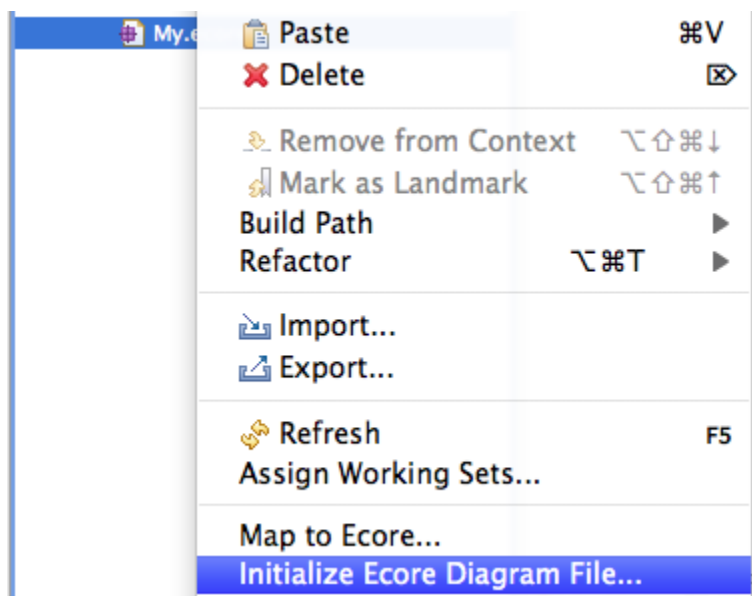 My.e
Paste ⌘V
Delete ⌦
Remove from Context ⌥⇧⌘↓
Mark as Landmark ⌥⇧⌘↑
Build Path
Refactor ⌥⌘T
Import...
Export...
Refresh F5
Assign Working Sets...
Map to Ecore...
Initialize Ecore Diagram File...